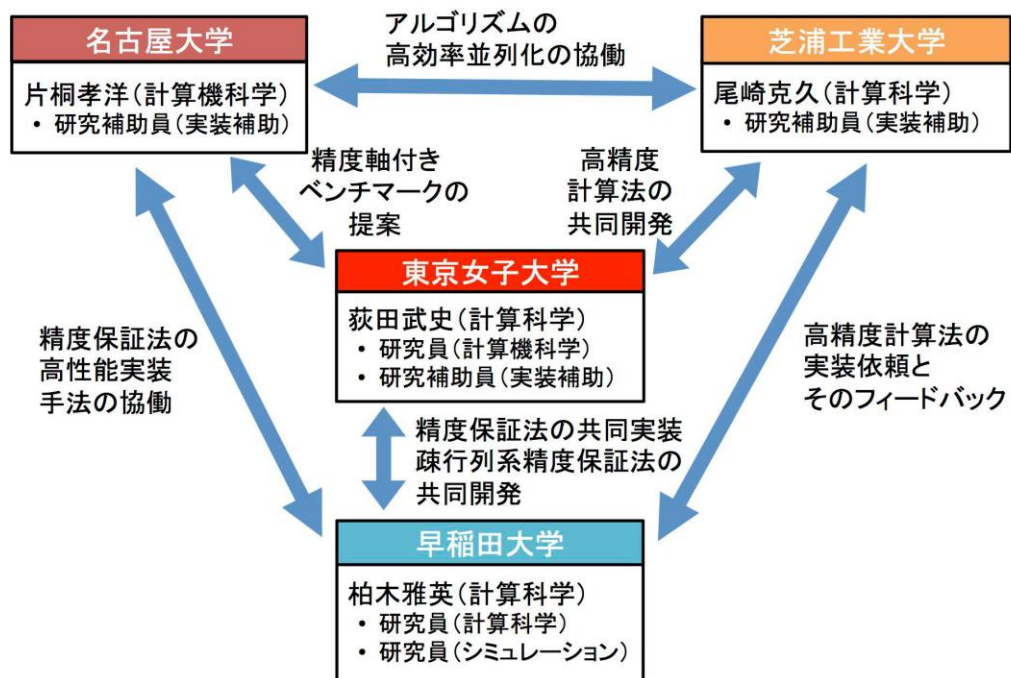 名古屋大学
片桐孝洋(計算機科学)
• 研究補助員(実装補助)
アルゴリズムの
高効率並列化の協働
芝浦工業大学
尾崎克久(計算科学)
• 研究補助員(実装補助)
精度軸付き
ベンチマークの
提案
高精度
計算法の
共同開発
東京女子大学
荻田武史(計算科学)
• 研究員(計算機科学)
• 研究補助員(実装補助)
精度保証法の
高性能実装
手法の協働
高精度計算法の
実装依頼と
そのフィードバック
精度保証法の共同実装
疎行列系精度保証法の
共同開発
早稲田大学
柏木雅英(計算科学)
• 研究員(計算科学)
• 研究員(シミュレーション)